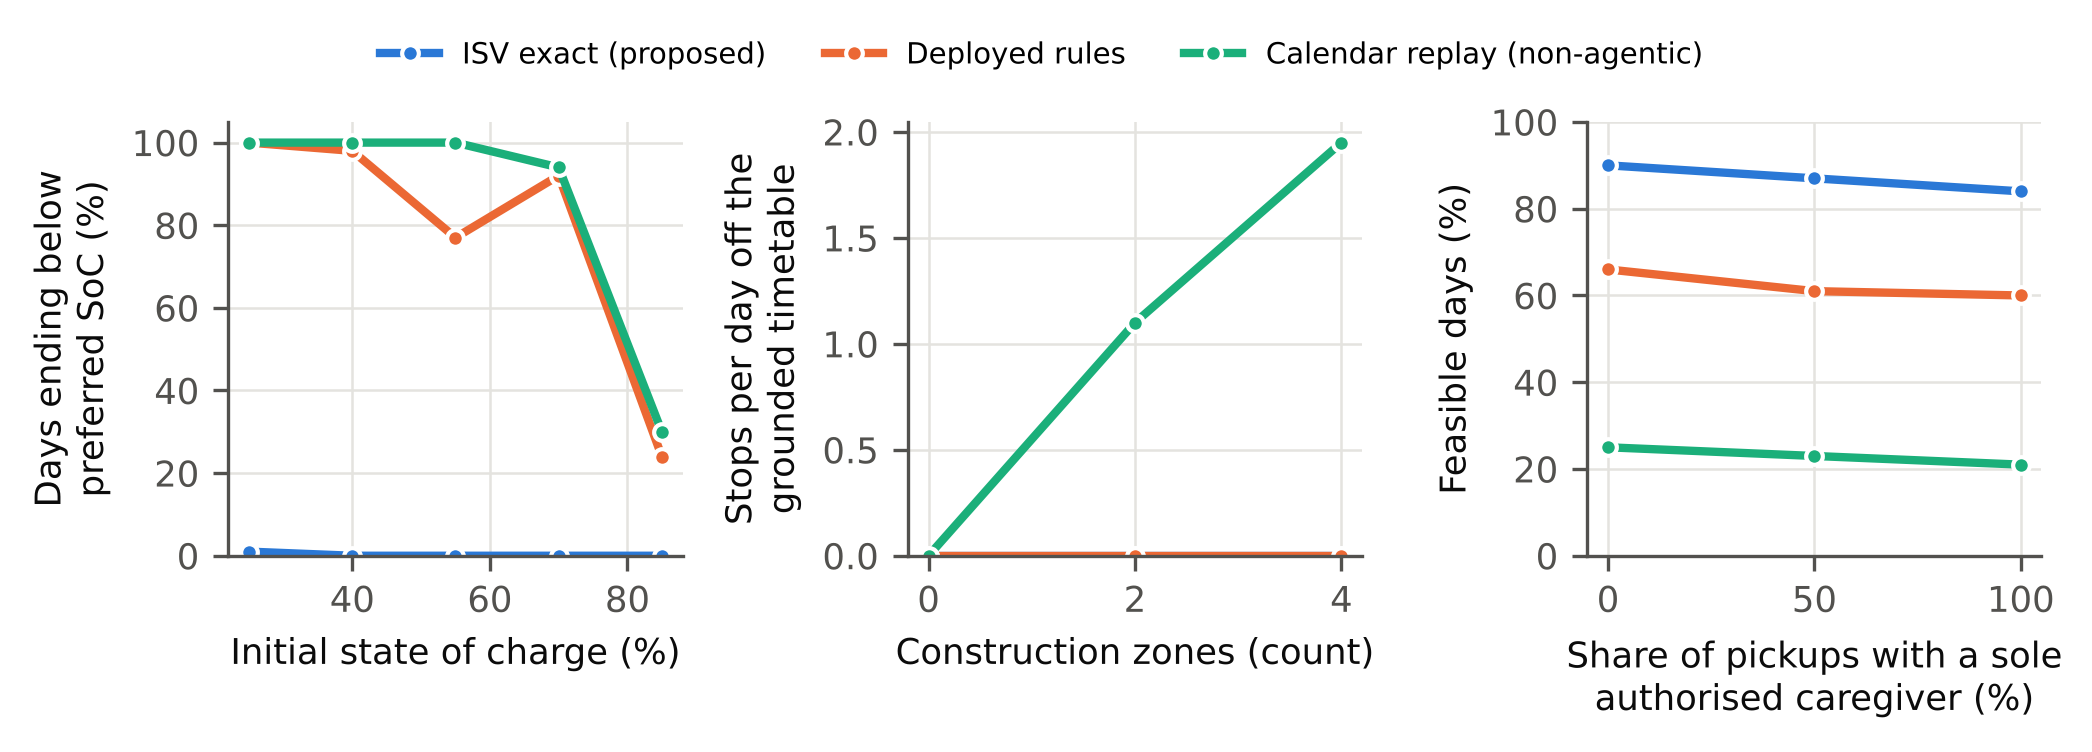 ISV exact (proposed)
Deployed rules
Calendar replay (non-agentic)
Days ending below
preferred SoC (%)
100
80
60
40
20
0
40
60
80
Initial state of charge (%)
Stops per day off the
grounded timetable
2.0
1.5
1.0
0.5
0.0
0
2
4
Construction zones (count)
Feasible days (%)
100
80
60
40
20
0
0
50
100
Share of pickups with a sole
authorised caregiver (%)